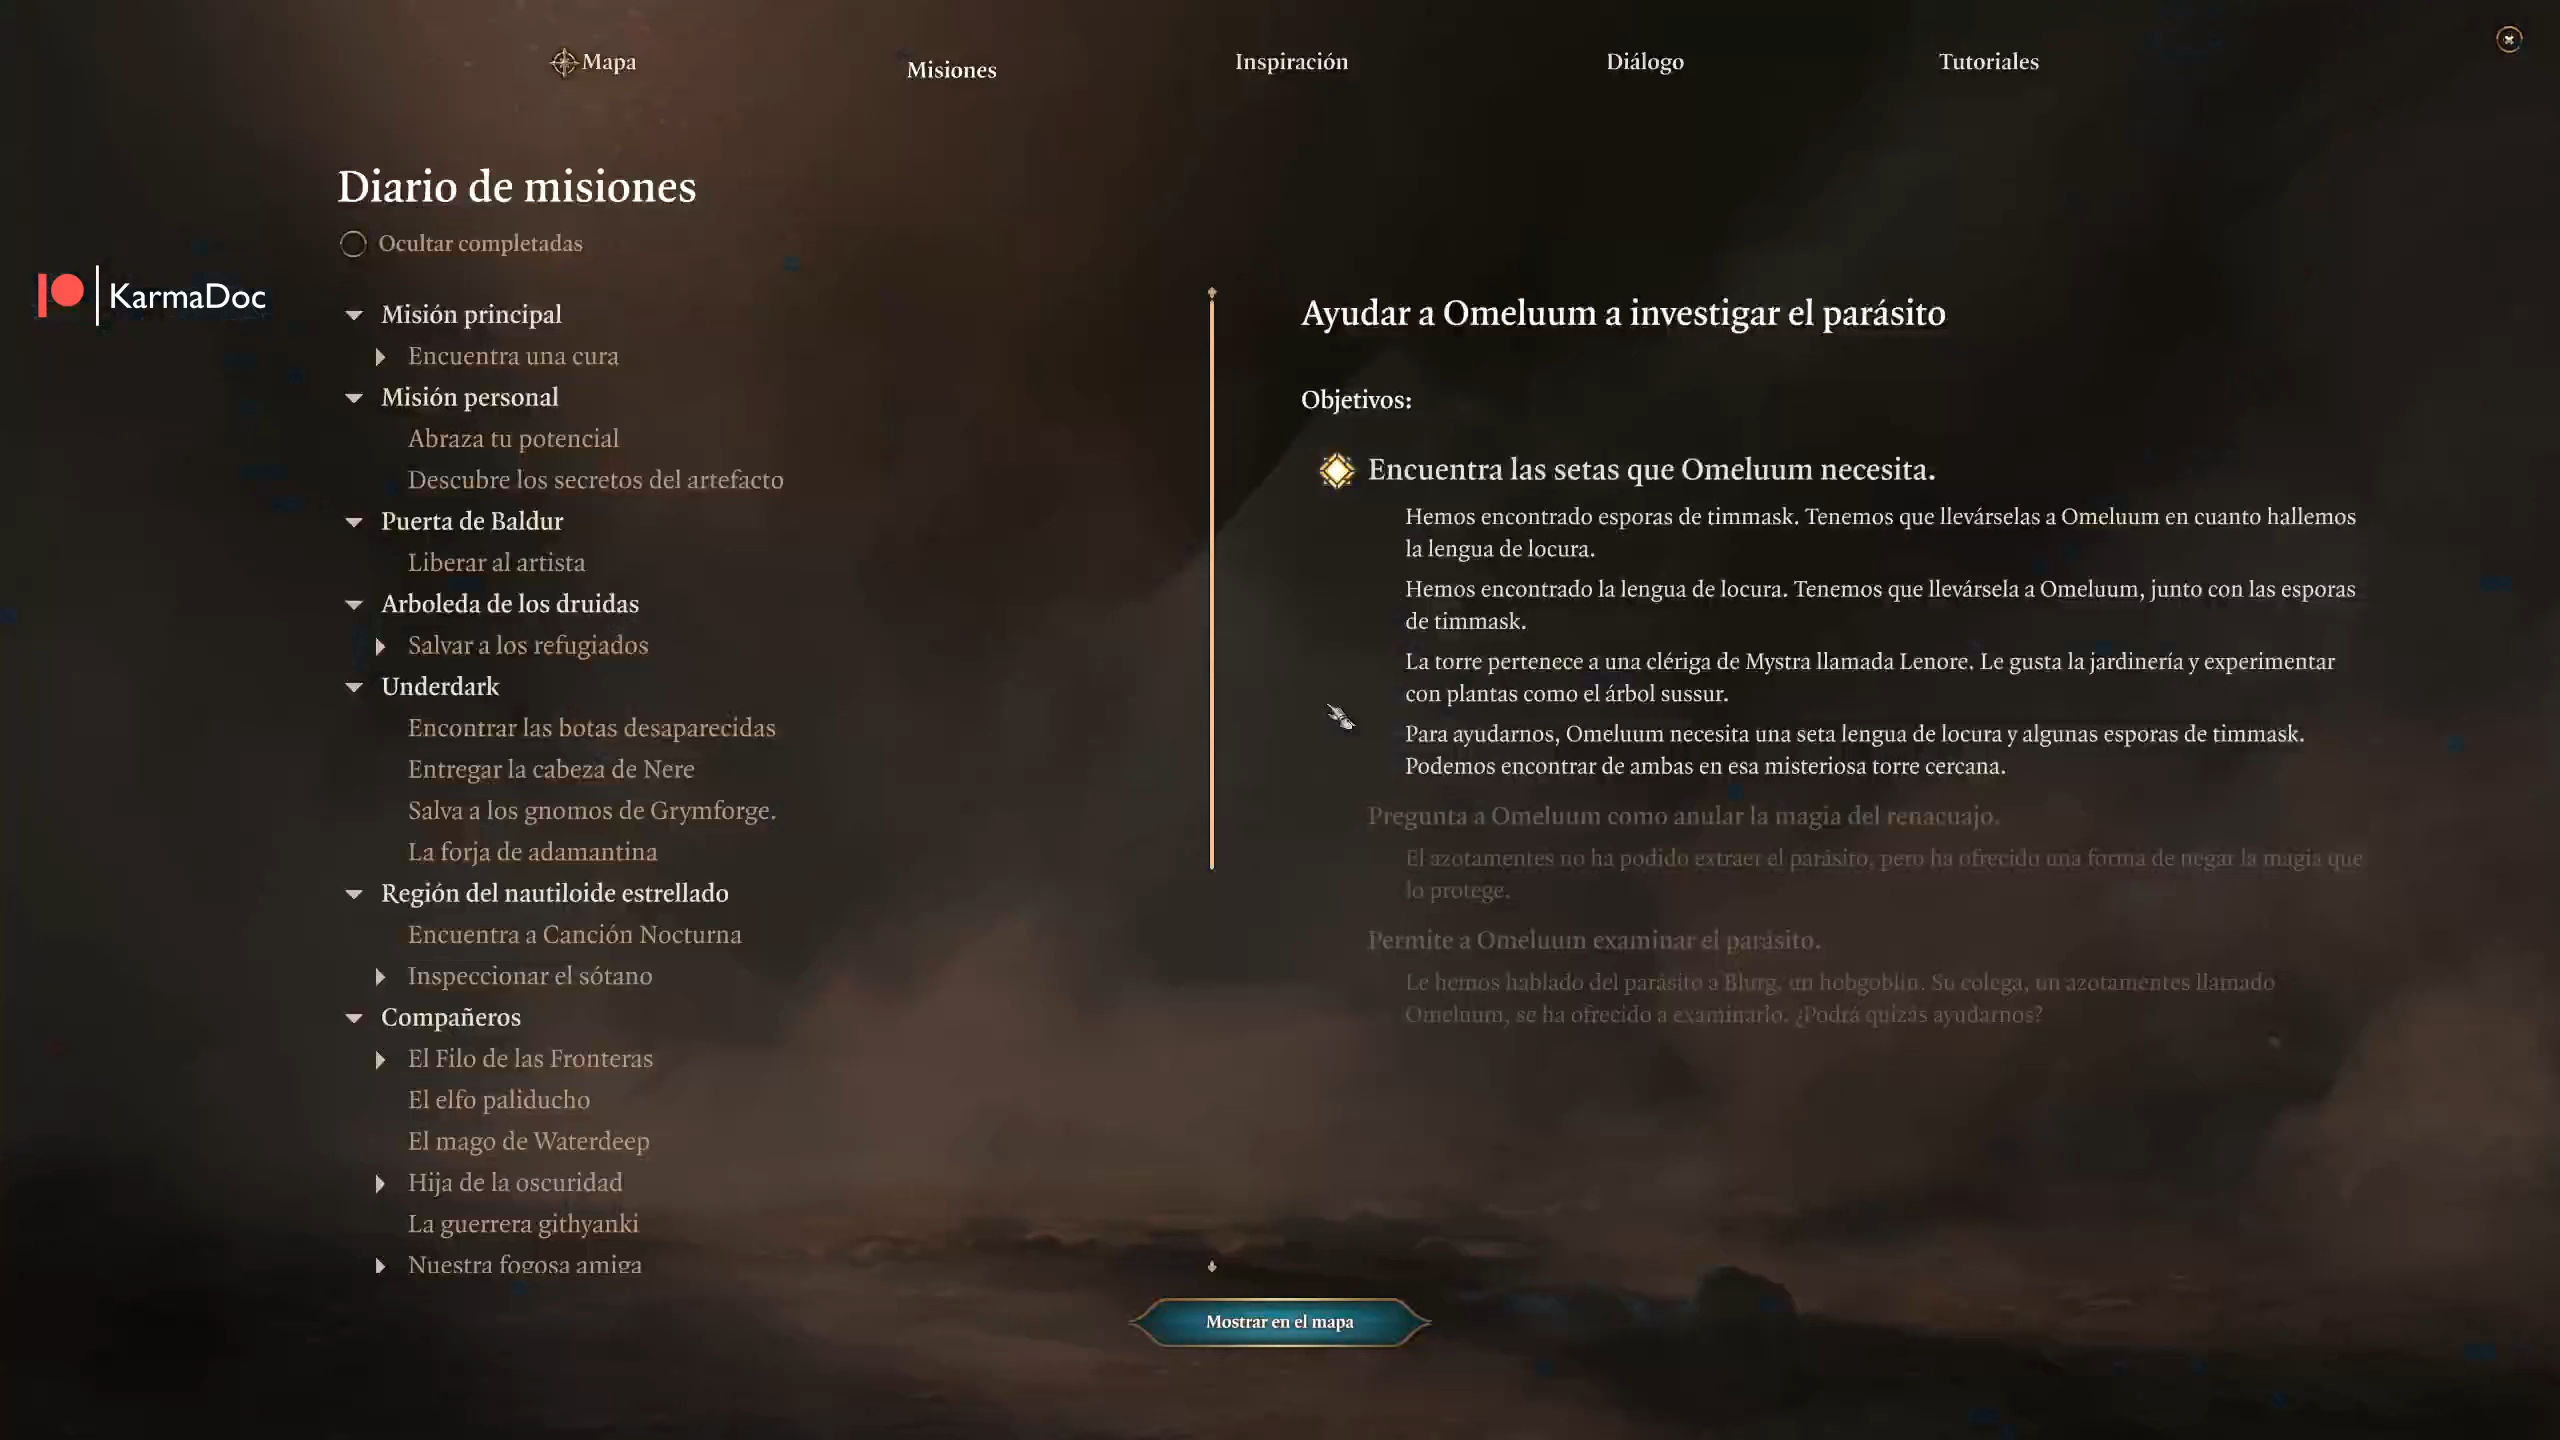 Mapa
Misiones
Inspiración
Diálogo
Tutoriales
Diario de misiones
Ocultar completadas
KarmaDoc
Misión principal
Encuentra una cura
Misión personal
Abraza tu potencial
Descubre los secretos del artefacto
Puerta de Baldur
Liberar al artista
Arboleda de los druidas
Salvar a los refugiados
Underdark
Encontrar las botas desaparecidas
Entregar la cabeza de Nere
Salva a los gnomos de Grymforge.
La forja de adamantina
Región del nautiloide estrellado
Encuentra a Canción Nocturna
Inspeccionar el sótano
Compañeros
El Filo de las Fronteras
El elfo paliducho
El mago de Waterdeep
Hija de la oscuridad
La guerrera githyanki
Nuestra fogosa amiga
Ayudar a Omeluum a investigar el parásito
Objetivos:
Encuentra las setas que Omeluum necesita.
Hemos encontrado esporas de timmask. Tenemos que llevárselas a Omeluum en cuanto hallemos
la lengua de locura.
Hemos encontrado la lengua de locura. Tenemos que llevársela a Omeluum, junto con las esporas
de timmask.
La torre pertenece a una clériga de Mystra llamada Lenore. Le gusta la jardinería y experimentar
con plantas como el árbol sussur.
Para ayudarnos, Omeluum necesita una seta lengua de locura y algunas esporas de timmask.
Podemos encontrar de ambas en esa misteriosa torre cercana.
Pregunta a Omeluum como anular la magia del renacuajo.
El azotamentes no ha podido extraer el parásito, pero ha ofrecido una forma de negar la magia que
lo protege.
Permite a Omeluum examinar el parásito.
Le hemos hablado del parásito a Blurg, un hobgoblin. Su colega, un azotamentes llamado
Omeluum, se ha ofrecido a examinarlo. ¿Podrá quizás ayudarnos?
Mostrar en el mapa